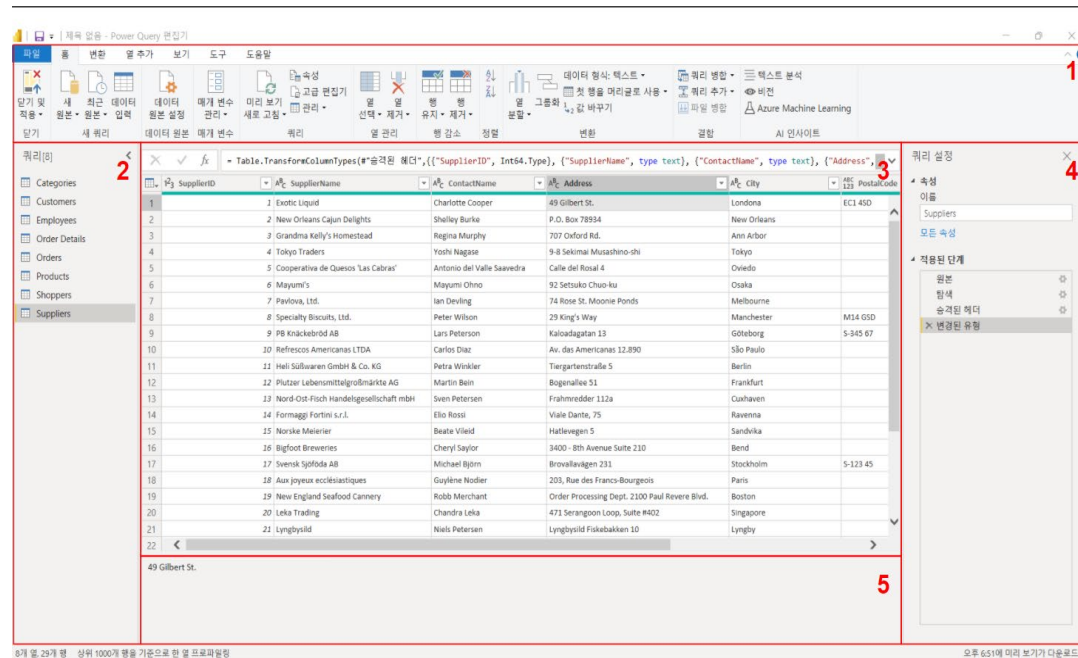 제목 없음 - Power Query 편집기
파일 홈 변환 열 추가 보기 도구 도움말
1
닫기 및 적용 새 원본 최근 원본 데이터 입력 데이터 원본 설정 매개 변수 관리 미리 보기 새로 고침 속성 고급 편집기 관리 열 선택 열 제거 행 유지 행 제거 열 분할 그룹화 데이터 형식: 텍스트 첫 행을 머리글로 사용 값 바꾸기 쿼리 병합 쿼리 추가 파일 병합 텍스트 분석 비전 Azure Machine Learning
닫기 새 쿼리 데이터 원본 매개 변수 쿼리 열 관리 행 감소 정렬 변환 결합 AI 인사이트
쿼리[8]
2
Categories
Customers
Employees
Order Details
Orders
Products
Shoppers
Suppliers
fx = Table.TransformColumnTypes(#"승격된 헤더",{{"SupplierID", Int64.Type}, {"SupplierName", type text}, {"ContactName", type text}, {"Address",
3
SupplierID SupplierName ContactName Address City PostalCode
1 1 Exotic Liquid Charlotte Cooper 49 Gilbert St. Londona EC1 4SD
2 2 New Orleans Cajun Delights Shelley Burke P.O. Box 78934 New Orleans
3 3 Grandma Kelly's Homestead Regina Murphy 707 Oxford Rd. Ann Arbor
4 4 Tokyo Traders Yoshi Nagase 9-8 Sekimai Musashino-shi Tokyo
5 5 Cooperativa de Quesos 'Las Cabras' Antonio del Valle Saavedra Calle del Rosal 4 Oviedo
6 6 Mayumi's Mayumi Ohno 92 Setsuko Chuo-ku Osaka
7 7 Pavlova, Ltd. Ian Devling 74 Rose St. Moonie Ponds Melbourne
8 8 Specialty Biscuits, Ltd. Peter Wilson 29 King's Way Manchester M14 GSD
9 9 PB Knäckebröd AB Lars Peterson Kaloadagatan 13 Göteborg S-345 67
10 10 Refrescos Americanas LTDA Carlos Diaz Av. das Americanas 12.890 São Paulo
11 11 Heli Süßwaren GmbH & Co. KG Petra Winkler Tiergartenstraße 5 Berlin
12 12 Plutzer Lebensmittelgroßmärkte AG Martin Bein Bogenallee 51 Frankfurt
13 13 Nord-Ost-Fisch Handelsgesellschaft mbH Sven Petersen Frahmredder 112a Cuxhaven
14 14 Formaggi Fortini s.r.l. Elio Rossi Viale Dante, 75 Ravenna
15 15 Norske Meierier Beate Vileid Hatlevegen 5 Sandvika
16 16 Bigfoot Breweries Cheryl Saylor 3400 - 8th Avenue Suite 210 Bend
17 17 Svensk Sjöföda AB Michael Björn Brovallavägen 231 Stockholm S-123 45
18 18 Aux joyeux ecclésiastiques Guylène Nodier 203, Rue des Francs-Bourgeois Paris
19 19 New England Seafood Cannery Robb Merchant Order Processing Dept. 2100 Paul Revere Blvd. Boston
20 20 Leka Trading Chandra Leka 471 Serangoon Loop, Suite #402 Singapore
21 21 Lyngbysild Niels Petersen Lyngbysild Fiskebakken 10 Lyngby
22
49 Gilbert St.
5
쿼리 설정
4
속성
이름
Suppliers
모든 속성
적용된 단계
원본
탐색
승격된 헤더
변경된 유형
8개 열, 29개 행 상위 1000개 행을 기준으로 한 열 프로파일링
오후 6:51에 미리 보기가 다운로드